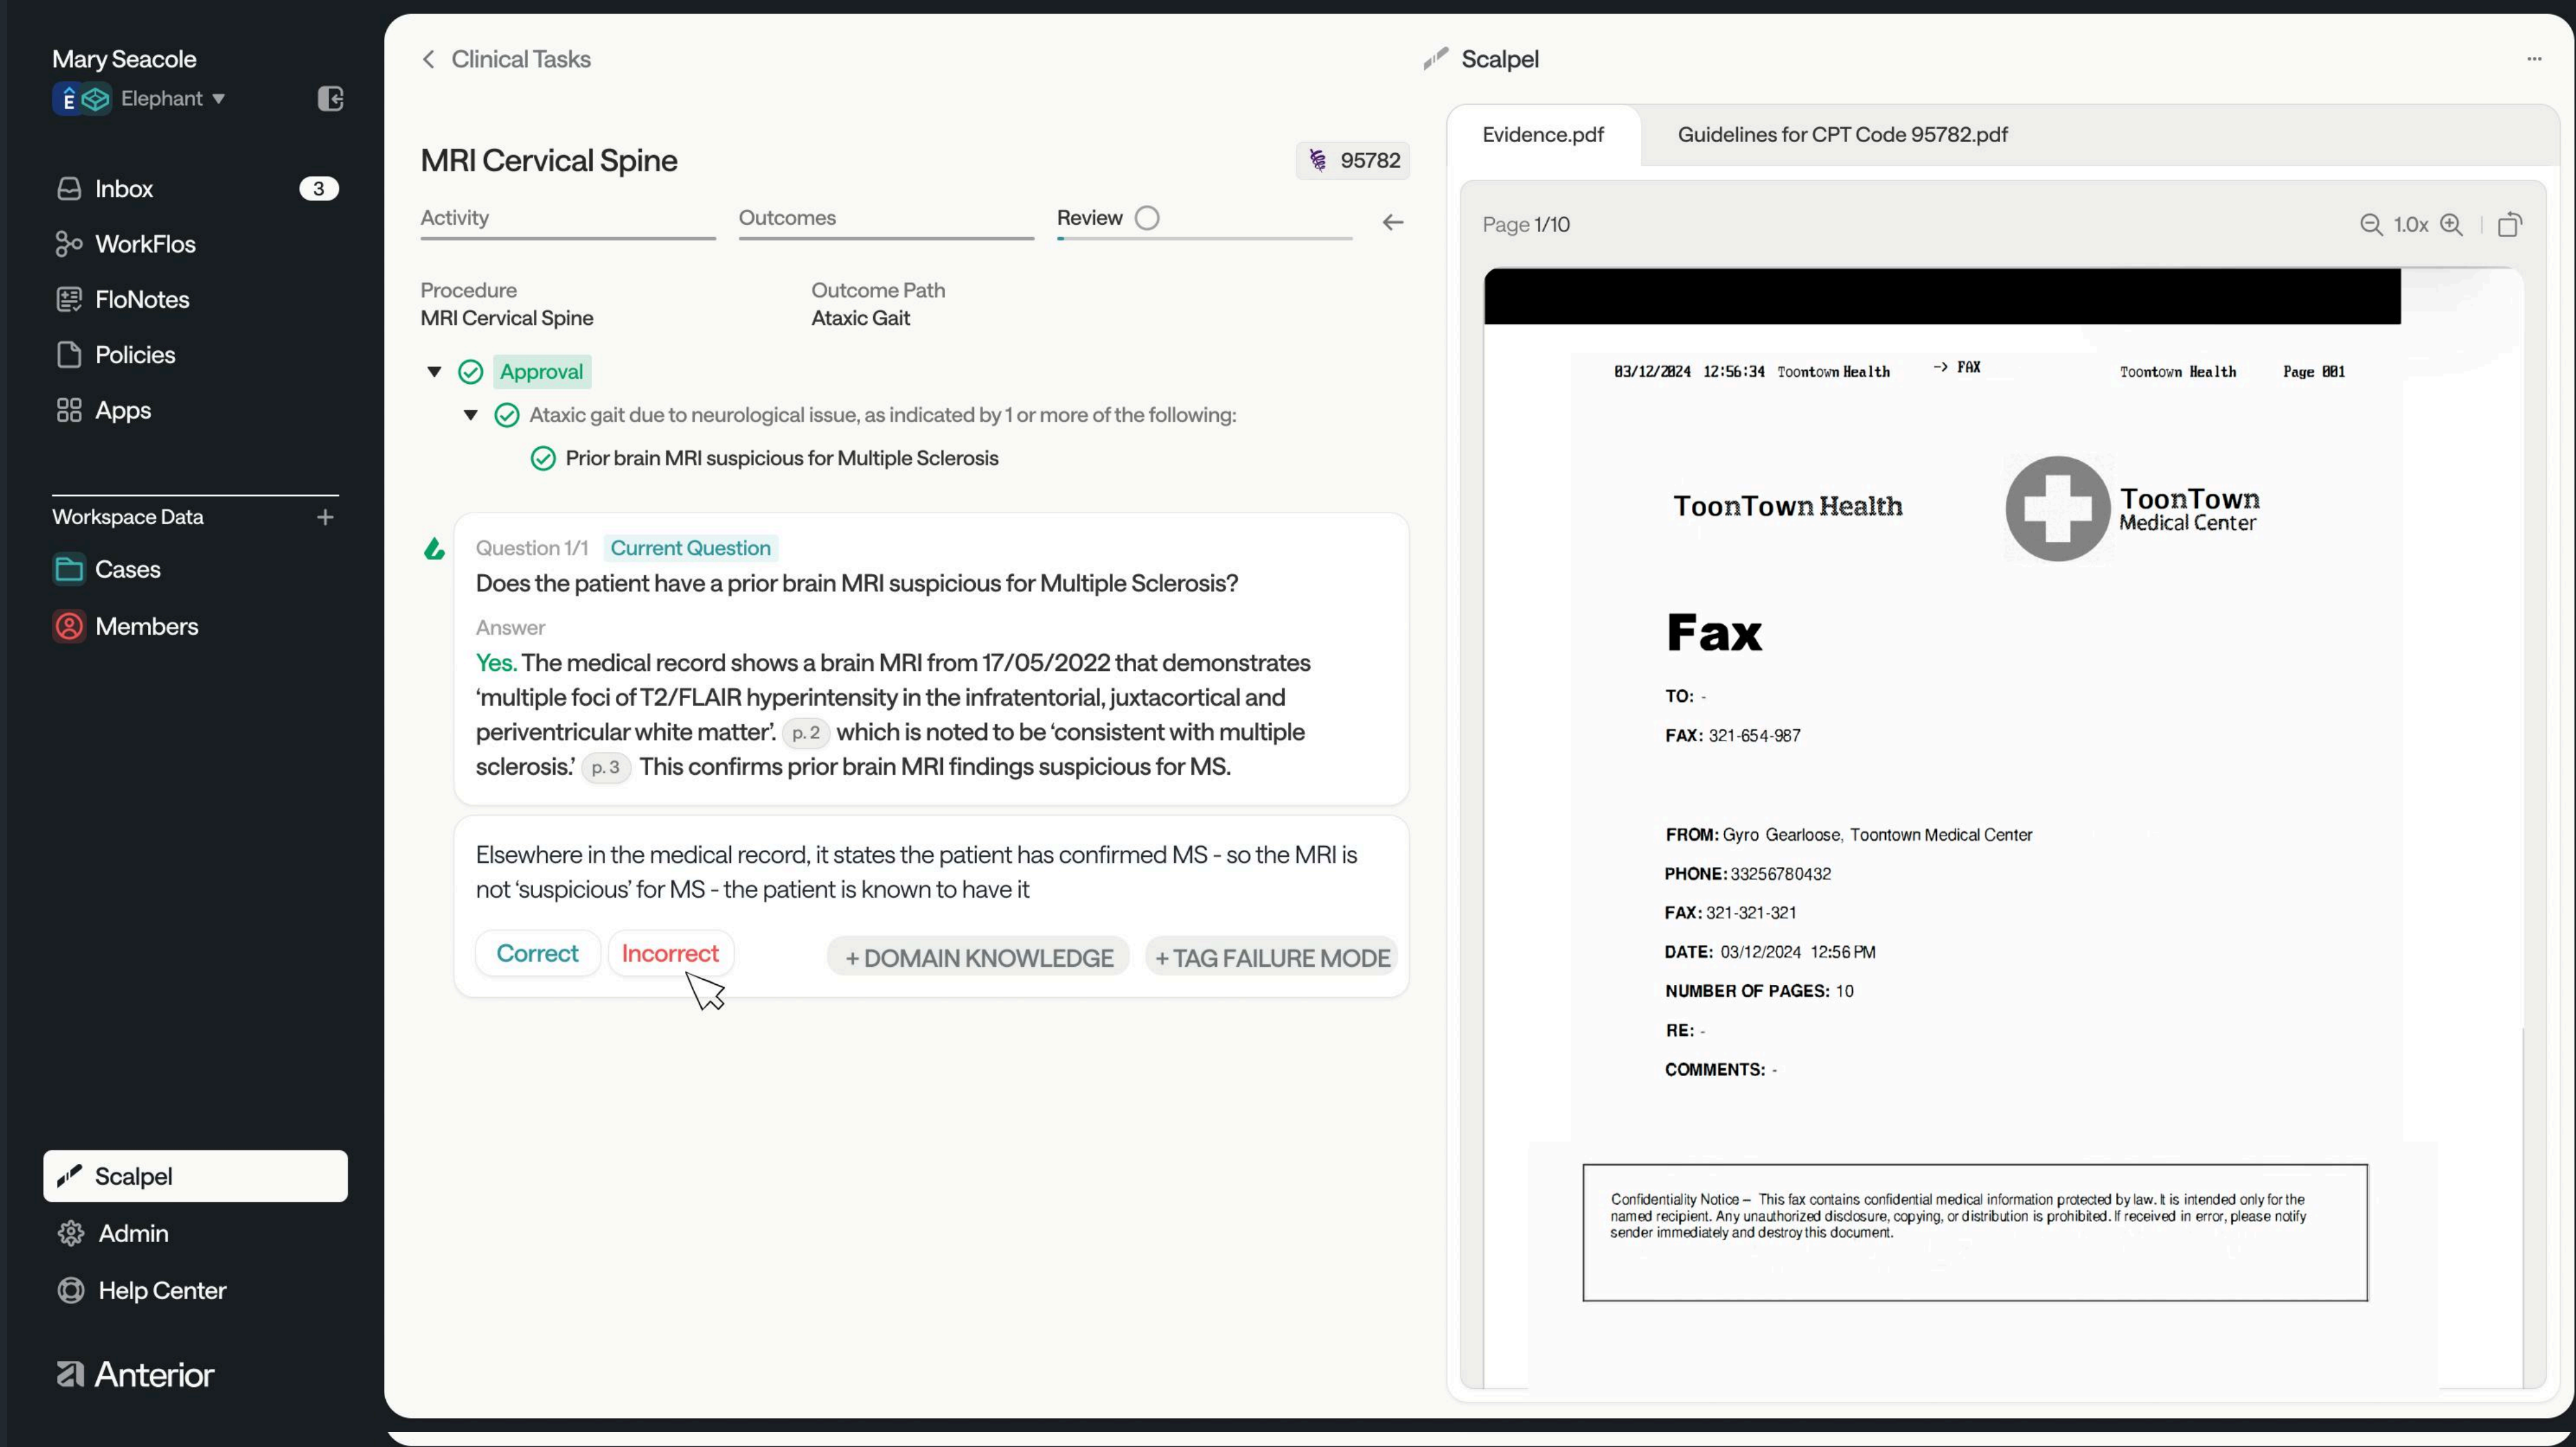 Mary Seacole
Ê Elephant
Inbox 3
WorkFlos
FloNotes
Policies
Apps
Workspace Data +
Cases
Members
Scalpel
Admin
Help Center
Anterior
Clinical Tasks
MRI Cervical Spine 95782
Activity Outcomes Review
Procedure Outcome Path
MRI Cervical Spine Ataxic Gait
Approval
Ataxic gait due to neurological issue, as indicated by 1 or more of the following:
Prior brain MRI suspicious for Multiple Sclerosis
Question 1/1 Current Question
Does the patient have a prior brain MRI suspicious for Multiple Sclerosis?
Answer
Yes. The medical record shows a brain MRI from 17/05/2022 that demonstrates
‘multiple foci of T2/FLAIR hyperintensity in the infratentorial, juxtacortical and
periventricular white matter’. p. 2 which is noted to be ‘consistent with multiple
sclerosis.’ p. 3 This confirms prior brain MRI findings suspicious for MS.
Elsewhere in the medical record, it states the patient has confirmed MS - so the MRI is
not ‘suspicious’ for MS - the patient is known to have it
Correct Incorrect + DOMAIN KNOWLEDGE + TAG FAILURE MODE
Scalpel ...
Evidence.pdf Guidelines for CPT Code 95782.pdf
Page 1/10 1.0x
03/12/2024 12:56:34 Toontown Health -> FAX Toontown Health Page 001
ToonTown Health
ToonTown
Medical Center
Fax
TO: -
FAX: 321-654-987
FROM: Gyro Gearloose, Toontown Medical Center
PHONE: 33256780432
FAX: 321-321-321
DATE: 03/12/2024 12:56 PM
NUMBER OF PAGES: 10
RE: -
COMMENTS: -
Confidentiality Notice – This fax contains confidential medical information protected by law. It is intended only for the
named recipient. Any unauthorized disclosure, copying, or distribution is prohibited. If received in error, please notify
sender immediately and destroy this document.